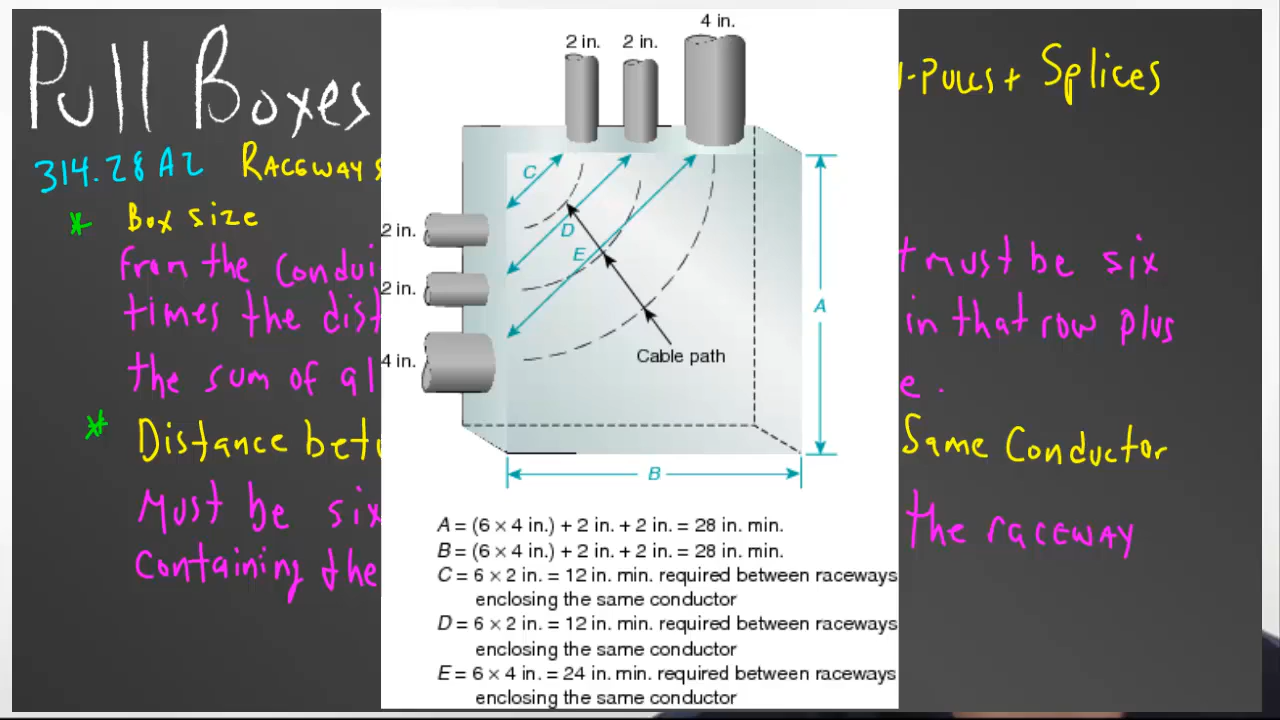 Pull Boxes
314.28 A2 RACEWAYS
-PULLS + Splices
* Box size
From the
must be six
times the
in that row plus
the sum of
e.
* Distance
Same Conductor
Must be six
the raceway
containing the
2 in. 2 in. 4 in.
C
2 in.
D
E
2 in.
A
4 in.
Cable path
B
A = (6 × 4 in.) + 2 in. + 2 in. = 28 in. min.
B = (6 × 4 in.) + 2 in. + 2 in. = 28 in. min.
C = 6 × 2 in. = 12 in. min. required between raceways
enclosing the same conductor
D = 6 × 2 in. = 12 in. min. required between raceways
enclosing the same conductor
E = 6 × 4 in. = 24 in. min. required between raceways
enclosing the same conductor